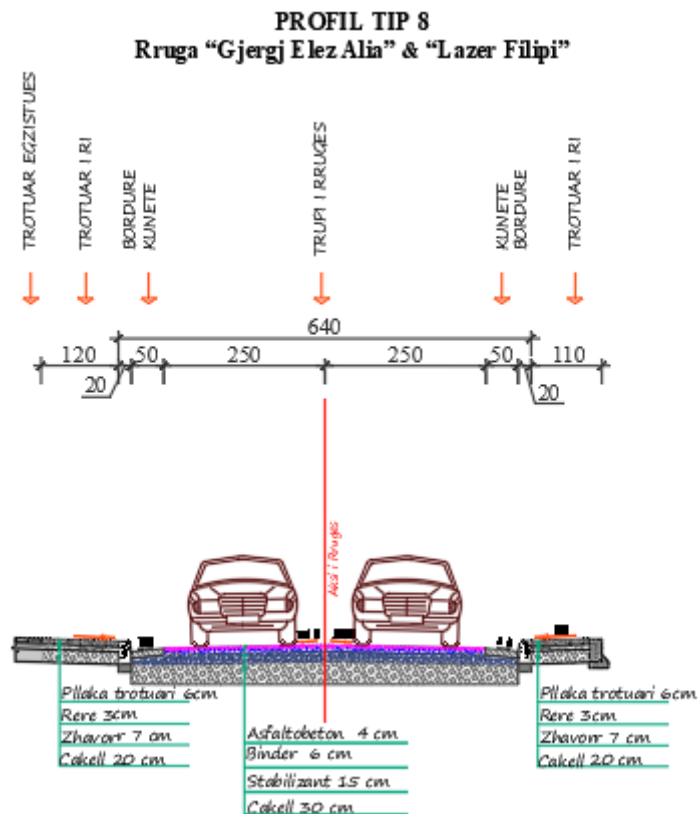 PROFIL TIP 8
Rruga “Gjergj Elez Alia” & “Lazer Filipi”
TROTUAR EGZISTUES
TROTUAR I RI
BORDURE
KUNETE
TRUPI I RRUGES
KUNETE
BORDURE
TROTUAR I RI
640
120 50 250 250 50 110
20 20
Aksi i Rruges
Pllaka trotuari 6cm
Rere 3cm
Zhavorr 7 cm
Cakell 20 cm
Asfaltobeton 4 cm
Binder 6 cm
Stabilizant 15 cm
Cakell 30 cm
Pllaka trotuari 6cm
Rere 3cm
Zhavorr 7 cm
Cakell 20 cm